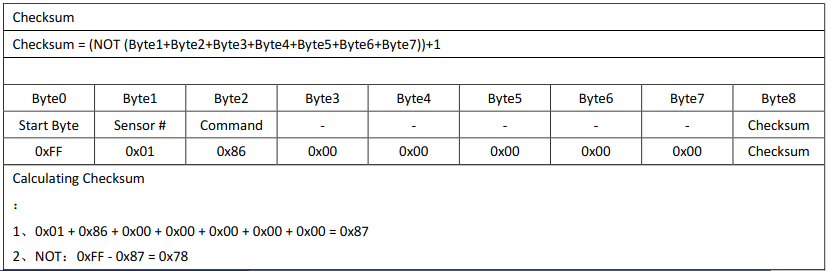 Checksum
Checksum = (NOT (Byte1+Byte2+Byte3+Byte4+Byte5+Byte6+Byte7))+1
Byte0 Byte1 Byte2 Byte3 Byte4 Byte5 Byte6 Byte7 Byte8
Start Byte Sensor # Command - - - - - Checksum
0xFF 0x01 0x86 0x00 0x00 0x00 0x00 0x00 Checksum
Calculating Checksum
：
1、0x01 + 0x86 + 0x00 + 0x00 + 0x00 + 0x00 + 0x00 = 0x87
2、NOT：0xFF - 0x87 = 0x78